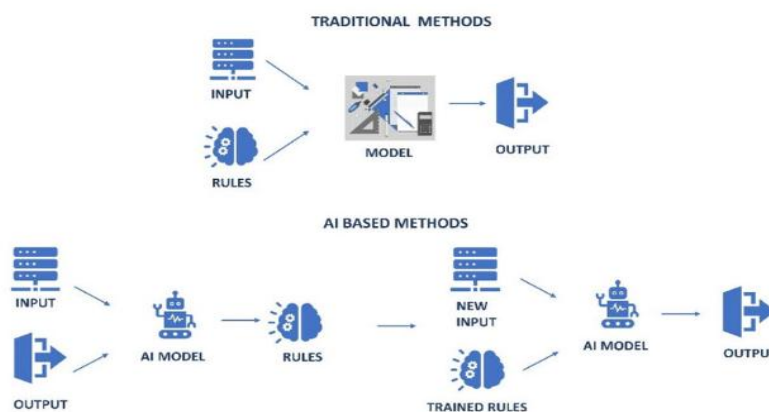 TRADITIONAL METHODS
INPUT
RULES
MODEL
OUTPUT
AI BASED METHODS
INPUT
OUTPUT
AI MODEL
RULES
NEW
INPUT
TRAINED RULES
AI MODEL
OUTPUT